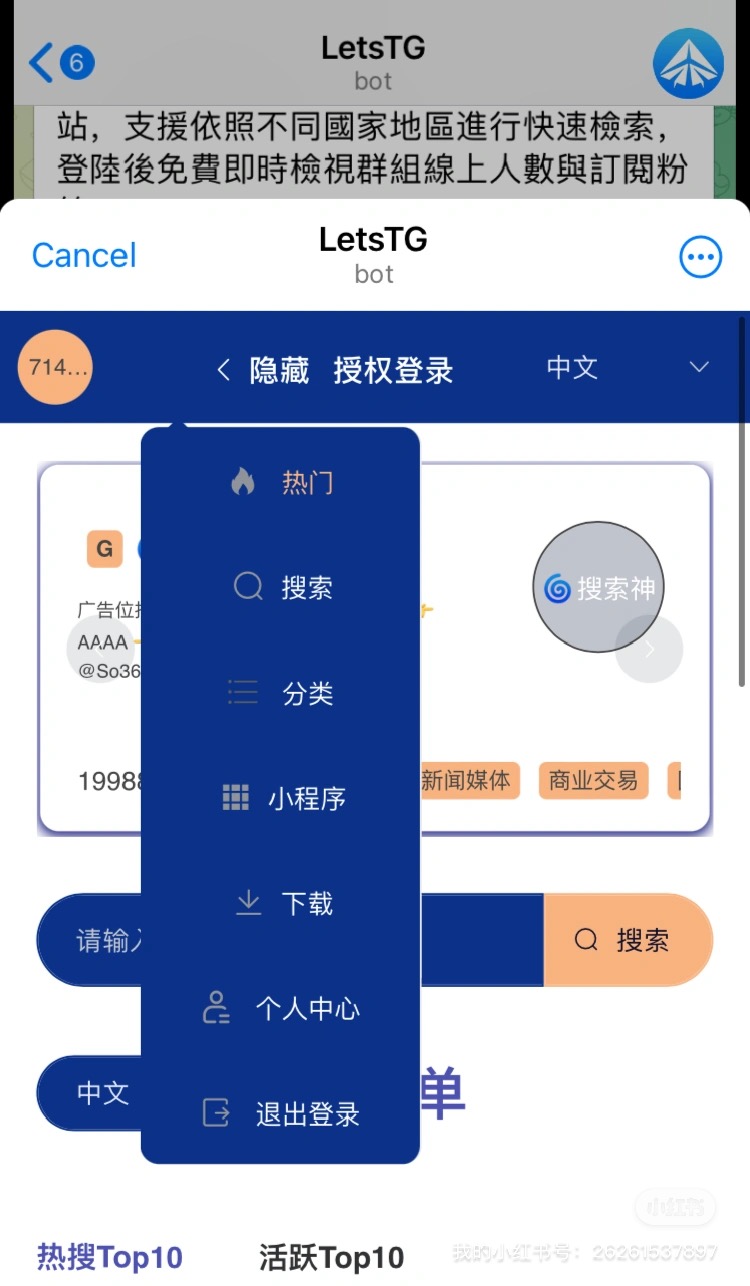 6
LetsTG
bot
站，支援依照不同國家地區進行快速檢索，
登陸後免費即時檢視群組線上人數與訂閱粉
Cancel
LetsTG
bot
714...
隐藏 授权登录
中文
热门
搜索
分类
小程序
下载
个人中心
退出登录
G
广告位
AAAA
@So36
搜索神
1998
新闻媒体
商业交易
请输
搜索
中文
单
热搜Top10
活跃Top10
小红书
我的小红书号：26261537897